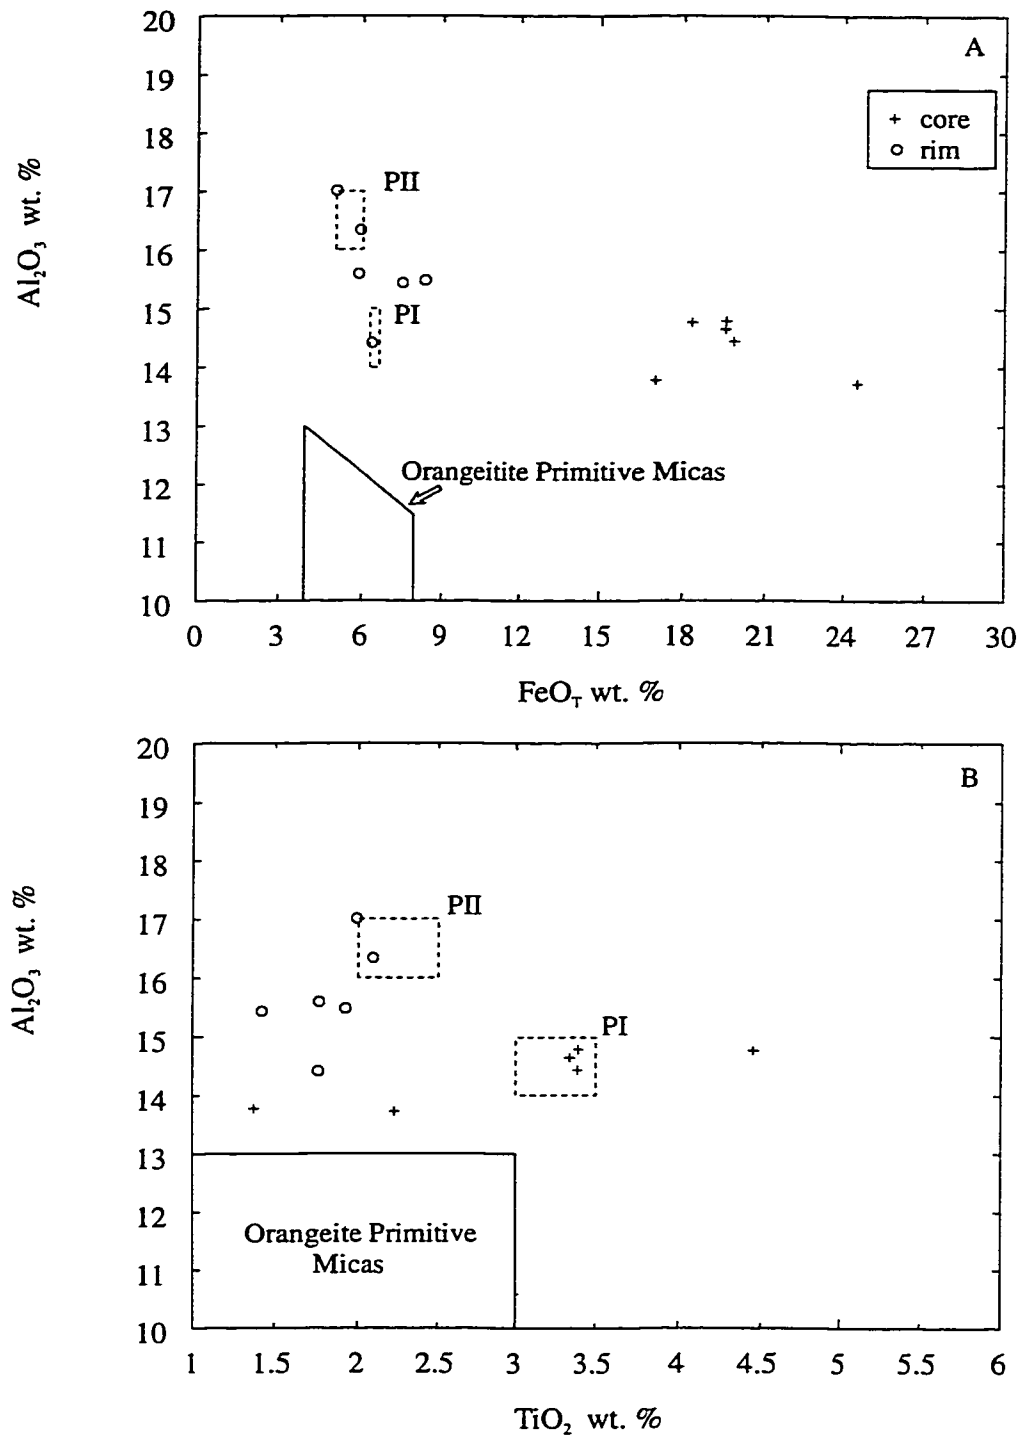 20
A
19
+ core
18
o rim
17
PII
16
15
PI
14
13
Orangeitite Primitive Micas
12
11
10
0 3 6 9 12 15 18 21 24 27 30
Al₂O₃ wt. %
FeO_T wt. %
20
B
19
18
17
PII
16
15
PI
14
13
12
Orangeite Primitive
Micas
11
10
1 1.5 2 2.5 3 3.5 4 4.5 5 5.5 6
Al₂O₃ wt. %
TiO₂ wt. %